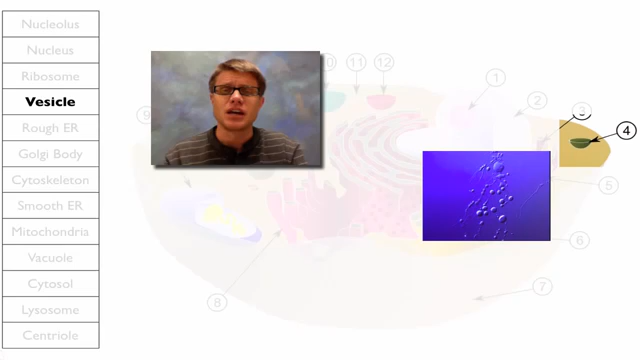 Nucleolus
Nucleus
Ribosome
Vesicle
Rough ER
Golgi Body
Cytoskeleton
Smooth ER
Mitochondria
Vacuole
Cytosol
Lysosome
Centriole
11
12
1
2
3
4
5
6
7
8
9